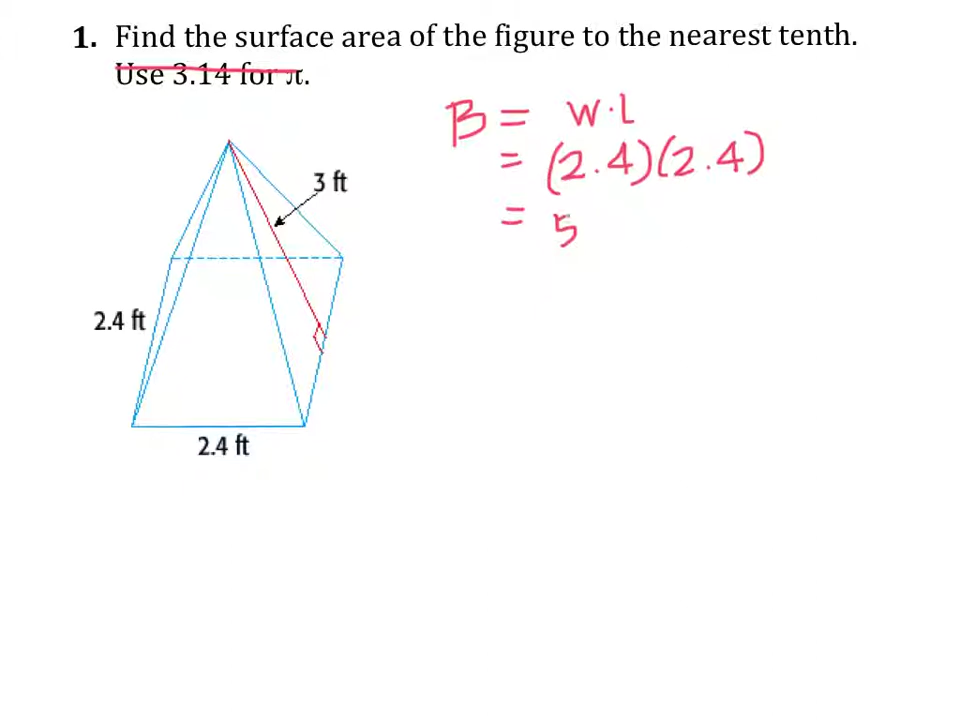 1. Find the surface area of the figure to the nearest tenth.
Use 3.14 for π.
B = W·L
= (2.4)(2.4)
= 5
3 ft
2.4 ft
2.4 ft